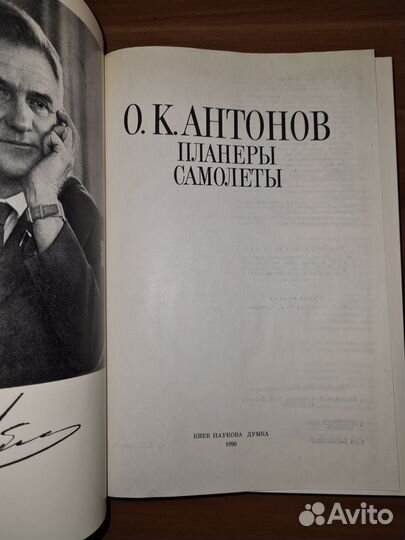 О. К. АНТОНОВ
ПЛАНЕРЫ
САМОЛЕТЫ
КИЕВ НАУКОВА ДУМКА
1990
Avito